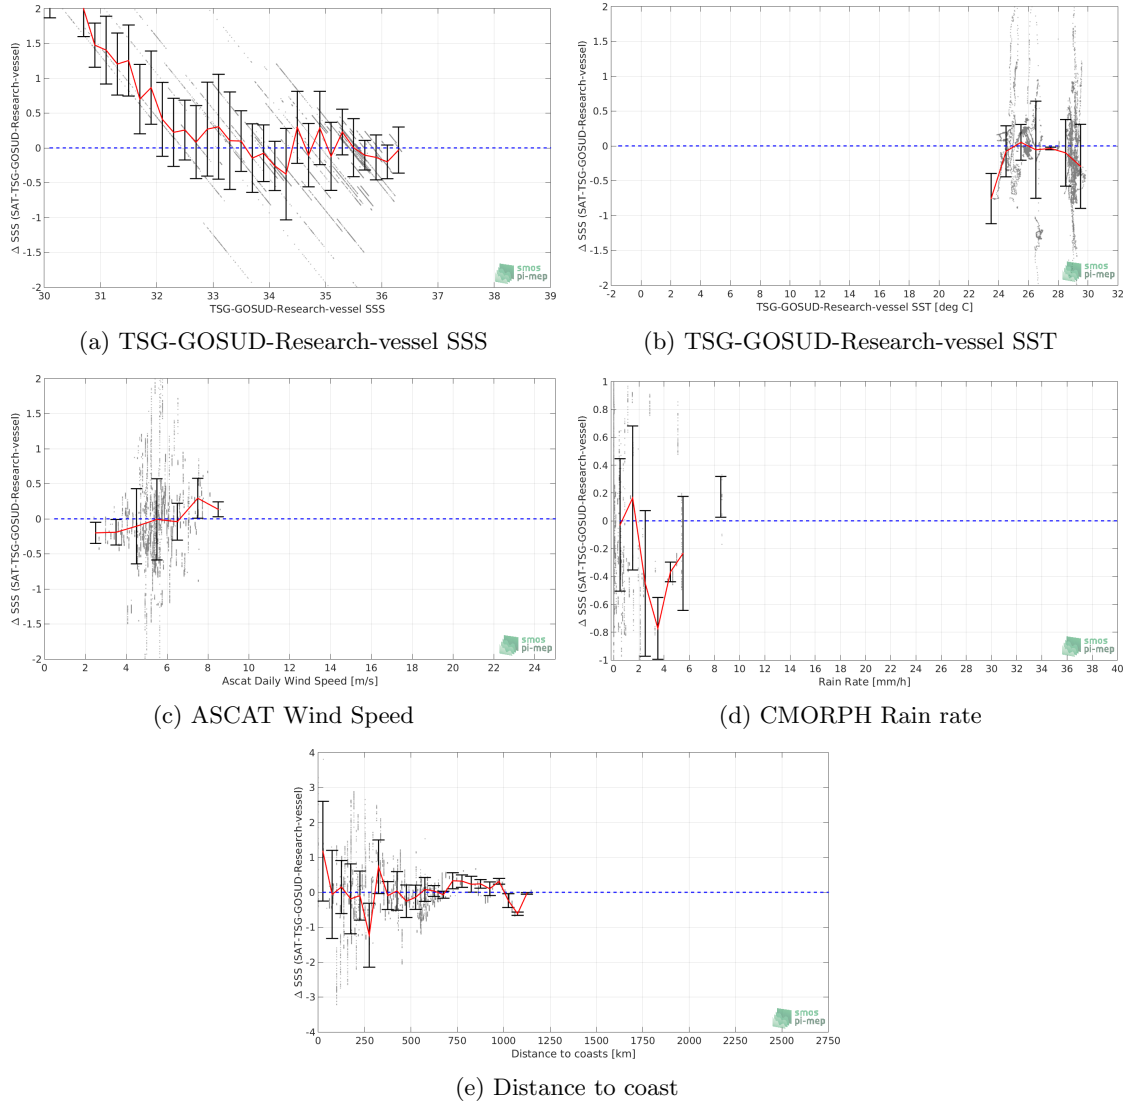 Δ SSS (SAT-TSG-GOSUD-Research-vessel)
2
1.5
1
0.5
0
-0.5
-1
-1.5
-2
30 31 32 33 34 35 36 37 38 39
TSG-GOSUD-Research-vessel SSS
smos
pi-mep
(a) TSG-GOSUD-Research-vessel SSS
Δ SSS (SAT-TSG-GOSUD-Research-vessel)
2
1.5
1
0.5
0
-0.5
-1
-1.5
-2
-2 0 2 4 6 8 10 12 14 16 18 20 22 24 26 28 30 32
TSG-GOSUD-Research-vessel SST [deg C]
smos
pi-mep
(b) TSG-GOSUD-Research-vessel SST
Δ SSS (SAT-TSG-GOSUD-Research-vessel)
2
1.5
1
0.5
0
-0.5
-1
-1.5
-2
0 2 4 6 8 10 12 14 16 18 20 22 24
Ascat Daily Wind Speed [m/s]
smos
pi-mep
(c) ASCAT Wind Speed
Δ SSS (SAT-TSG-GOSUD-Research-vessel)
1
0.8
0.6
0.4
0.2
0
-0.2
-0.4
-0.6
-0.8
-1
0 2 4 6 8 10 12 14 16 18 20 22 24 26 28 30 32 34 36 38 40
Rain Rate [mm/h]
smos
pi-mep
(d) CMORPH Rain rate
Δ SSS (SAT-TSG-GOSUD-Research-vessel)
4
3
2
1
0
-1
-2
-3
-4
0 250 500 750 1000 1250 1500 1750 2000 2250 2500 2750
Distance to coasts [km]
smos
pi-mep
(e) Distance to coast